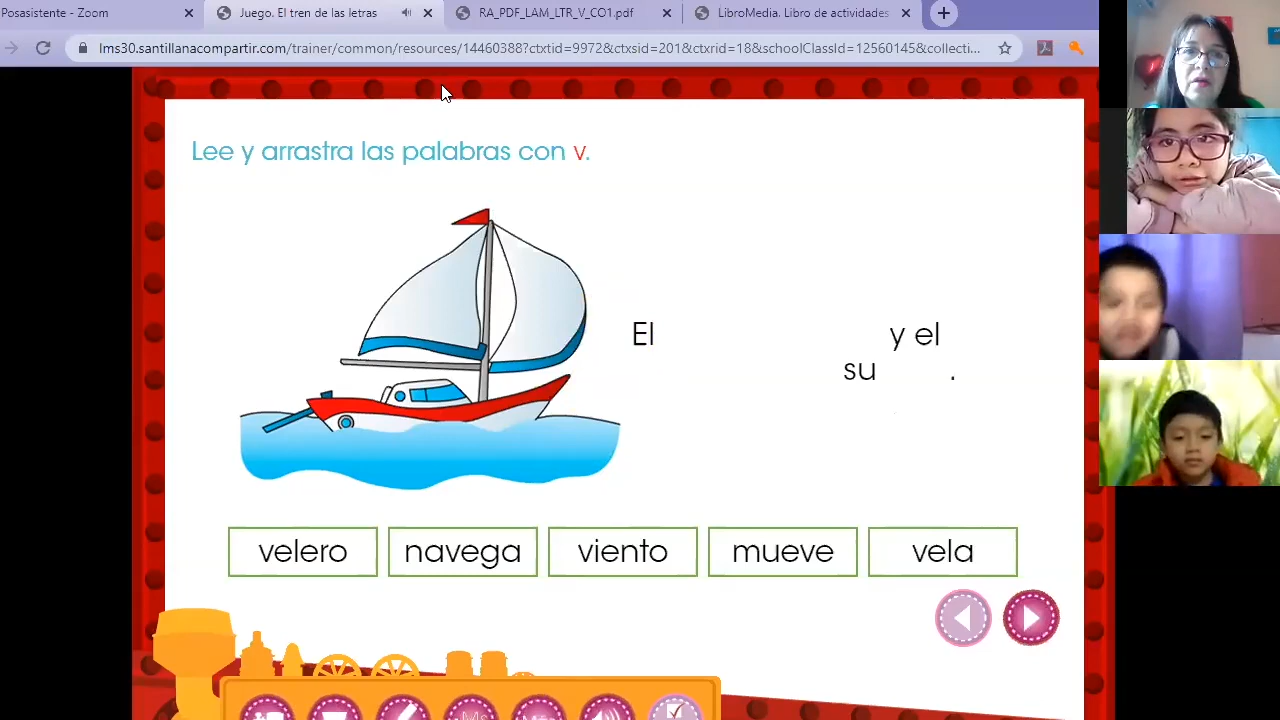 Posasistente - Zoom
Juego. El tren de las letras
RA_PDF_LAM_LTR_V_CO1.pdf
LibroMedia. Libro de actividades
lms30.santillanacompartir.com/trainer/common/resources/14460388?ctxtid=9972&ctxsid=201&ctxrid=18&schoolClassId=12560145&collecti...
Lee y arrastra las palabras con v.
El y el
su .
velero navega viento mueve vela